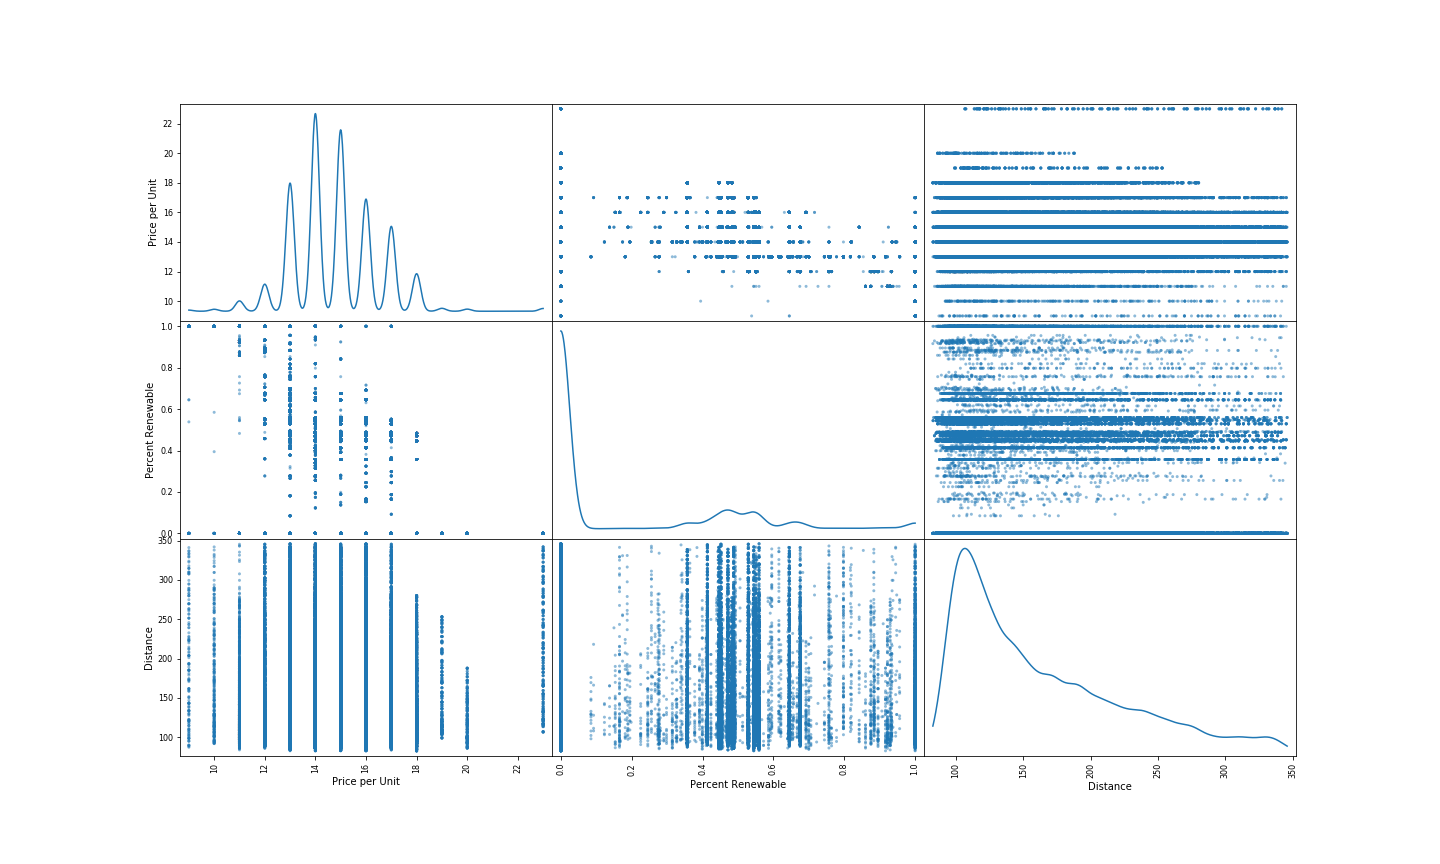 22
20
18
16
14
12
10
Price per Unit
1.0
0.8
0.6
0.4
0.2
0.0
Percent Renewable
350
300
250
200
150
100
Distance
10 12 14 16 18 20 22
Price per Unit
0.0 0.2 0.4 0.6 0.8 1.0
Percent Renewable
100 150 200 250 300 350
Distance